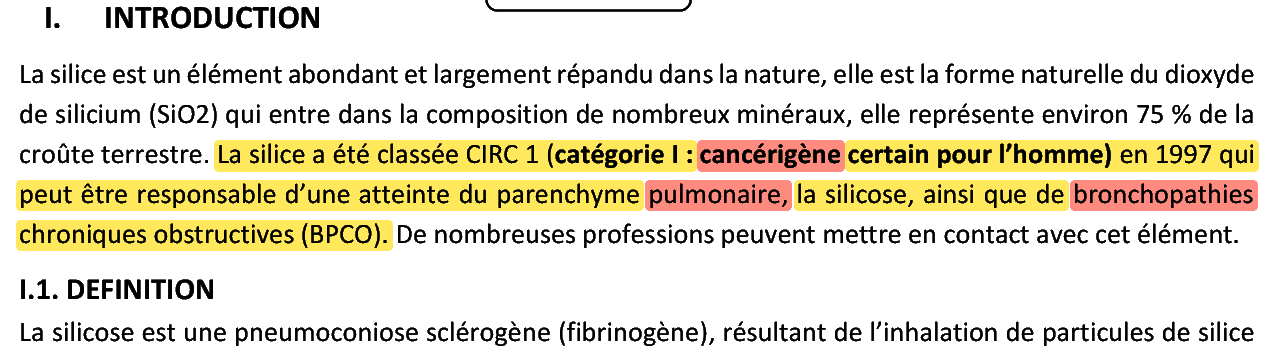 I. INTRODUCTION
La silice est un élément abondant et largement répandu dans la nature, elle est la forme naturelle du dioxyde
de silicium (SiO2) qui entre dans la composition de nombreux minéraux, elle représente environ 75 % de la
croûte terrestre. La silice a été classée CIRC 1 (catégorie I : cancérigène certain pour l’homme) en 1997 qui
peut être responsable d’une atteinte du parenchyme pulmonaire, la silicose, ainsi que de bronchopathies
chroniques obstructives (BPCO). De nombreuses professions peuvent mettre en contact avec cet élément.
I.1. DEFINITION
La silicose est une pneumoconiose sclérogène (fibrinogène), résultant de l’inhalation de particules de silice